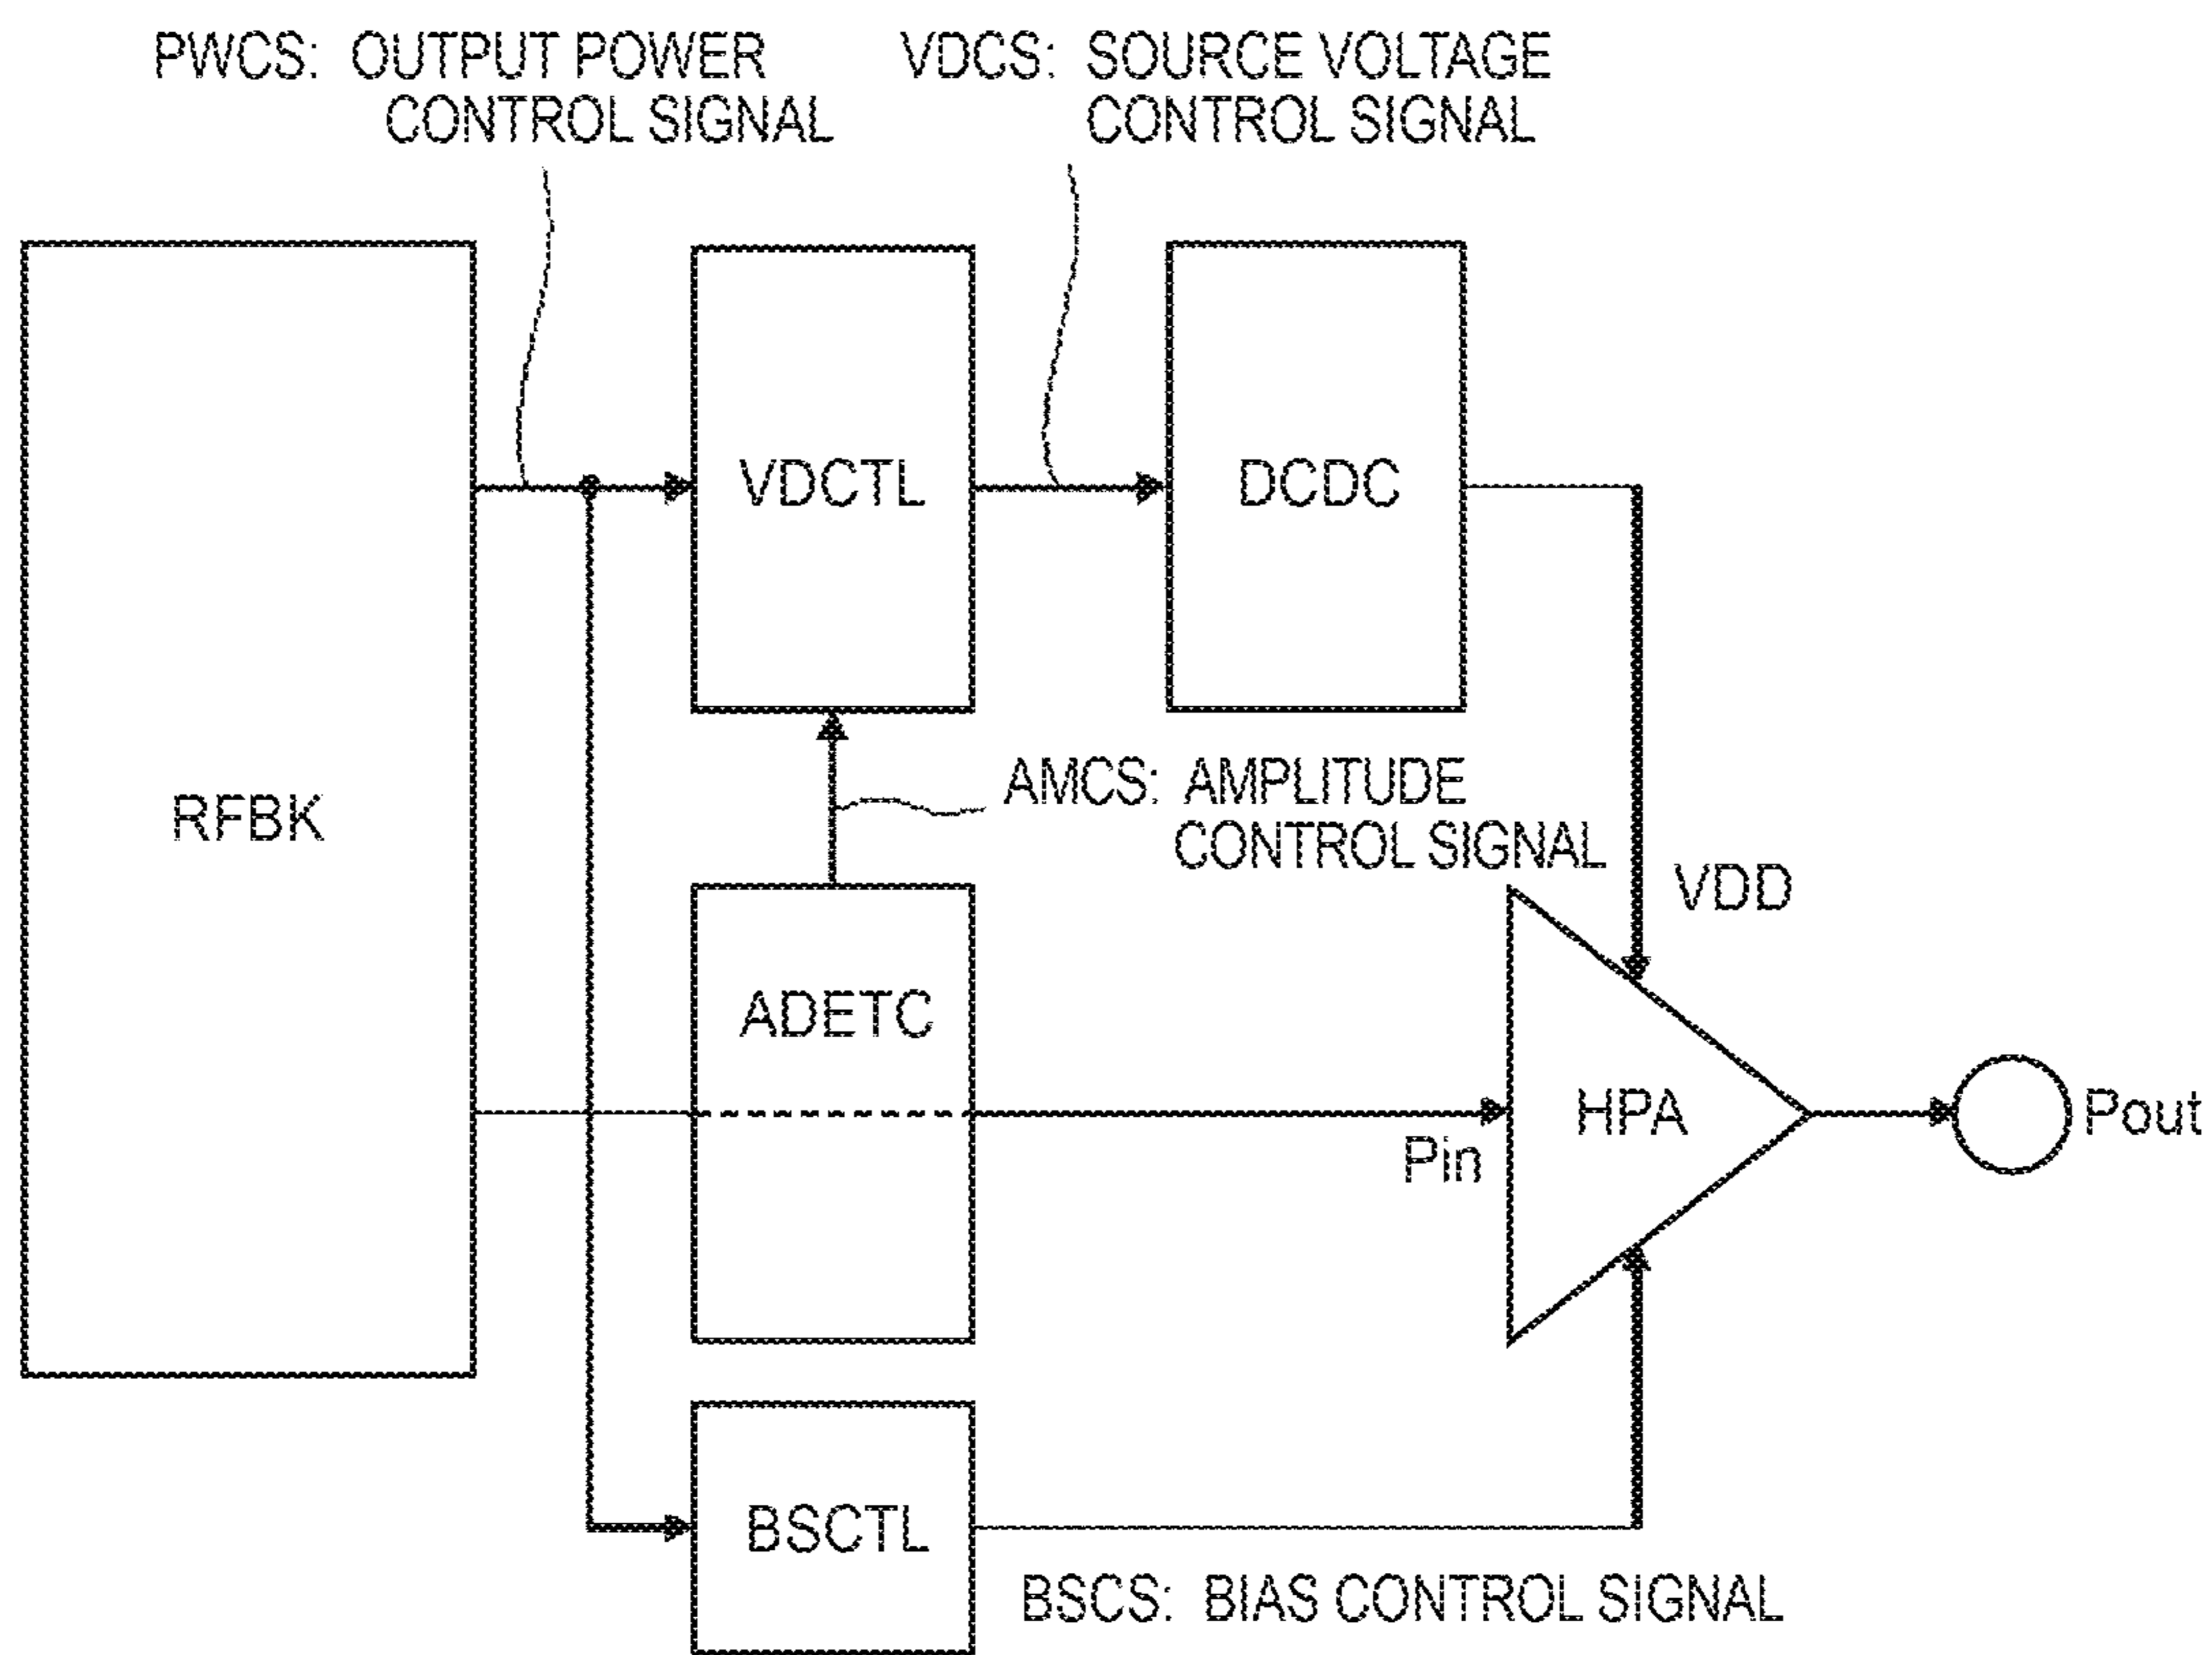 PWCS: OUTPUT POWER
CONTROL SIGNAL
VDCS: SOURCE VOLTAGE
CONTROL SIGNAL
VDCTL
DCDC
RFBK
AMCS: AMPLITUDE
CONTROL SIGNAL
VDD
ADETC
HPA
Pout
Pin
BSCTL
BSCS: BIAS CONTROL SIGNAL